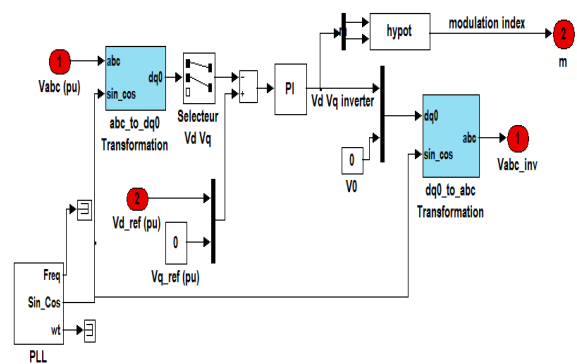 modulation index
hypot
2
m
1
Vabc (pu)
abc
sin_cos
dq0
abc_to_dq0
Transformation
Selecteur
Vd Vq
−
+
PI
Vd Vq inverter
0
V0
dq0
sin_cos
abc
dq0_to_abc
Transformation
1
Vabc_inv
2
Vd_ref (pu)
0
Vq_ref (pu)
Freq
Sin_Cos
wt
PLL